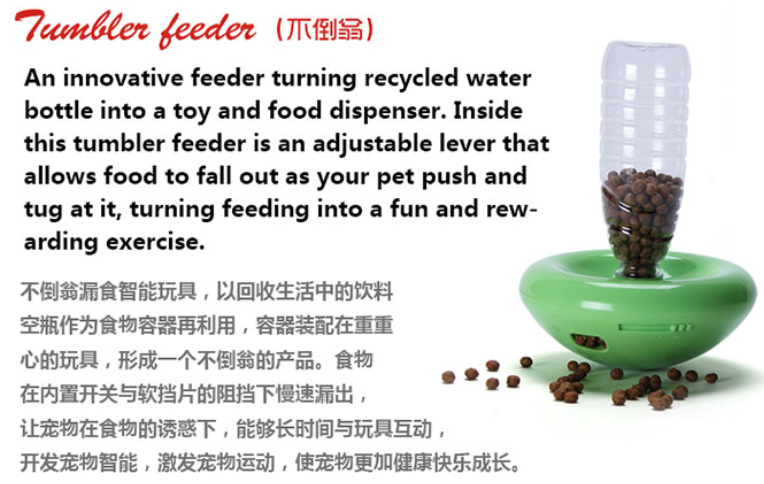 Tumbler feeder (不倒翁)
An innovative feeder turning recycled water
bottle into a toy and food dispenser. Inside
this tumbler feeder is an adjustable lever that
allows food to fall out as your pet push and
tug at it, turning feeding into a fun and rew-
arding exercise.
不倒翁漏食智能玩具，以回收生活中的饮料
空瓶作为食物容器再利用，容器装配在重重
心的玩具，形成一个不倒翁的产品。食物
在内置开关与软挡片的阻挡下慢速漏出，
让宠物在食物的诱惑下，能够长时间与玩具互动，
开发宠物智能，激发宠物运动，使宠物更加健康快乐成长。